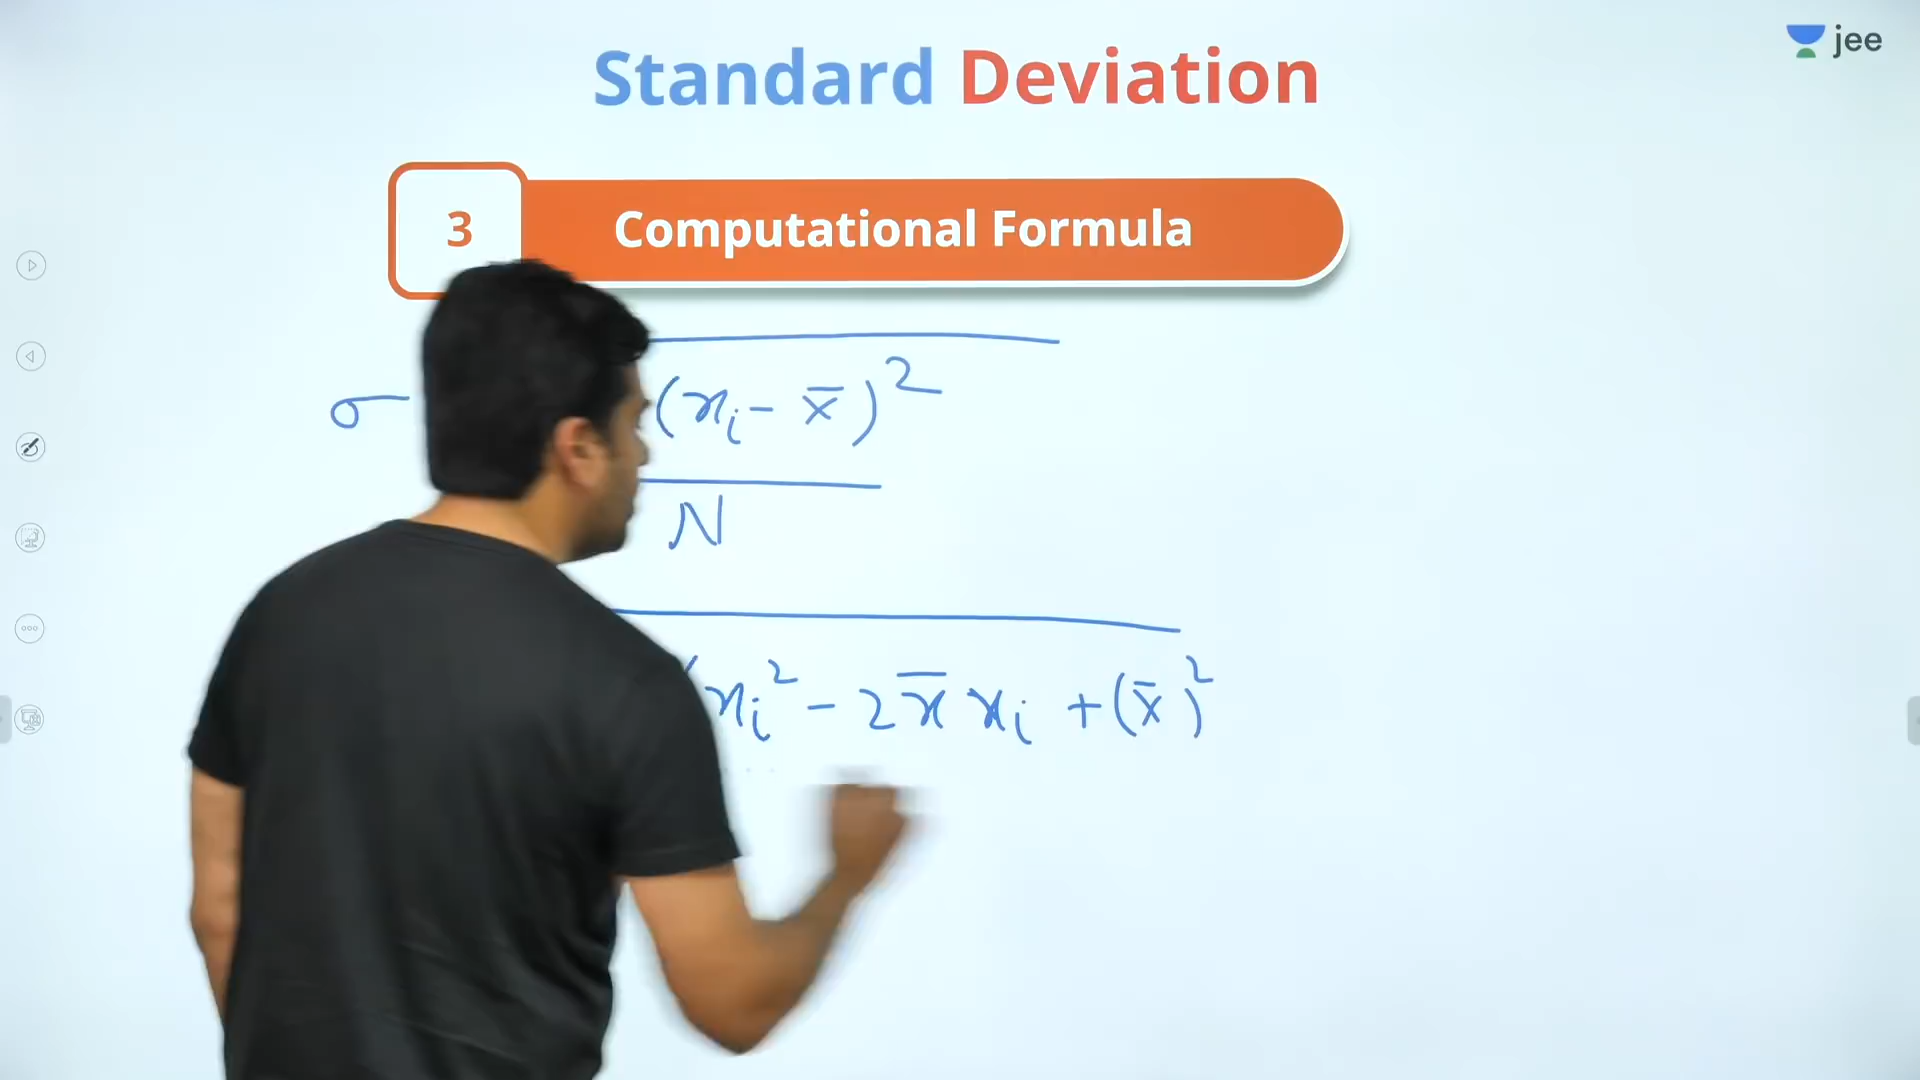 jee
Standard Deviation
3 Computational Formula
σ (xᵢ - x̄)²
N
xᵢ² - 2x̄ xᵢ + (x̄)²